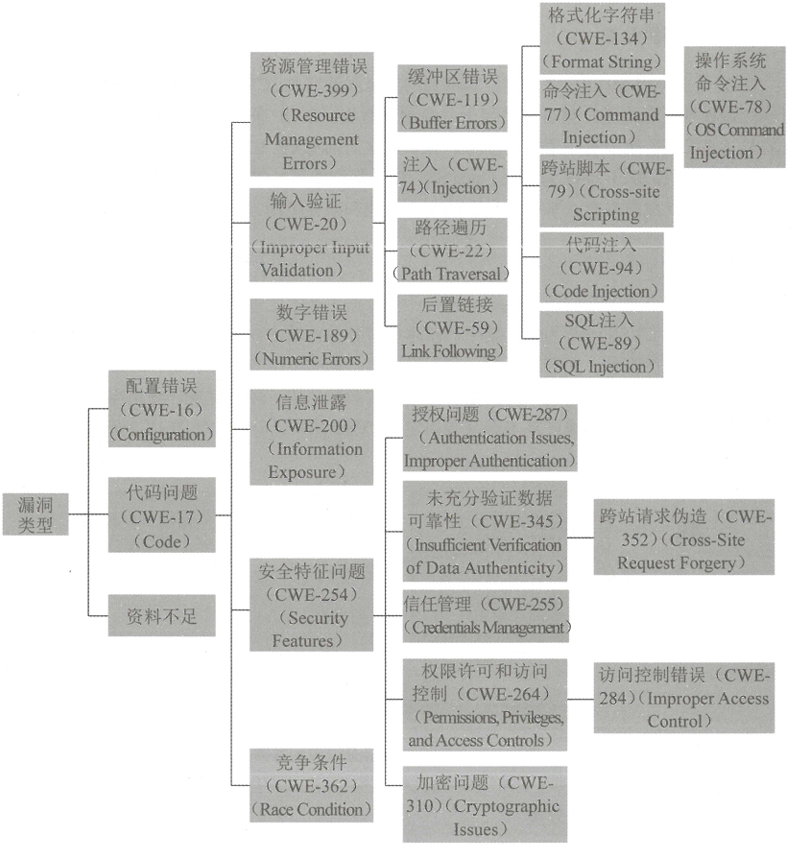 漏洞
类型
配置错误
（CWE-16）
（Configuration）
代码问题
（CWE-17）
（Code）
资料不足
资源管理错误
（CWE-399）
（Resource
Management
Errors）
输入验证
（CWE-20）
（Improper Input
Validation）
数字错误
（CWE-189）
（Numeric Errors）
信息泄露
（CWE-200）
（Information
Exposure）
安全特征问题
（CWE-254）
（Security
Features）
竞争条件
（CWE-362）
（Race Condition）
缓冲区错误
（CWE-119）
（Buffer Errors）
注入（CWE-
74）（Injection）
路径遍历
（CWE-22）
（Path Traversal）
后置链接
（CWE-59）
（Link Following）
格式化字符串
（CWE-134）
（Format String）
命令注入（CWE-
77）（Command
Injection）
跨站脚本（CWE-
79）（Cross-site
Scripting
代码注入
（CWE-94）
（Code Injection）
SQL注入
（CWE-89）
（SQL Injection）
操作系统
命令注入
（CWE-78）
（OS Command
Injection）
授权问题（CWE-287）
（Authentication Issues,
Improper Authentication）
未充分验证数据
可靠性（CWE-345）
（Insufficient Verification
of Data Authenticity）
信任管理（CWE-255）
（Credentials Management）
权限许可和访问
控制（CWE-264）
（Permissions, Privileges,
and Access Controls）
加密问题（CWE-
310）（Cryptographic
Issues）
跨站请求伪造（CWE-
352）（Cross-Site
Request Forgery）
访问控制错误（CWE-
284）（Improper Access
Control）